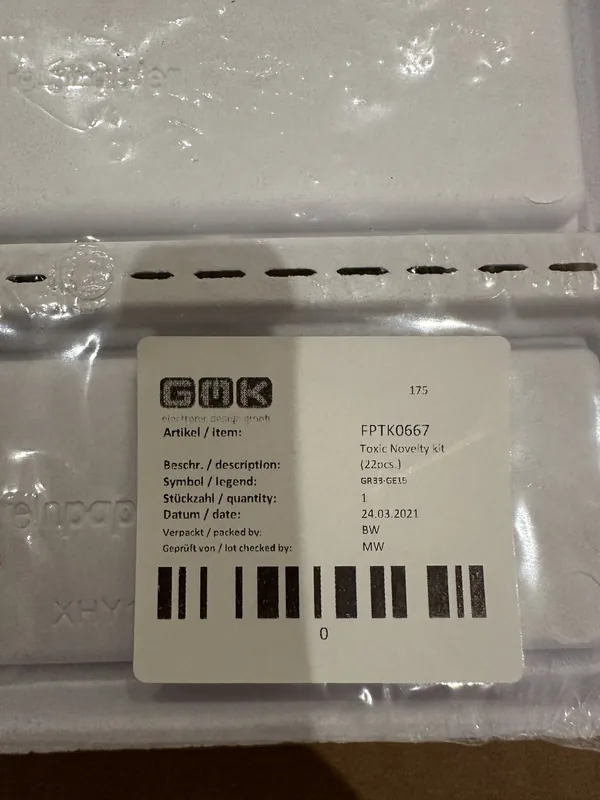 GMK
electronic design gmbh
175
Artikel / item: FPTK0667
Beschr. / description: Toxic Novelty kit
(22pcs.)
Symbol / legend: GR33-GE15
Stückzahl / quantity: 1
Datum / date: 24.03.2021
Verpackt / packed by: BW
Geprüft von / lot checked by: MW
0
XHY1